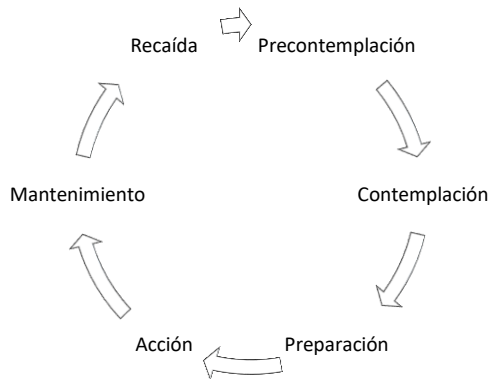 Recaída
Precontemplación
Contemplación
Preparación
Acción
Mantenimiento